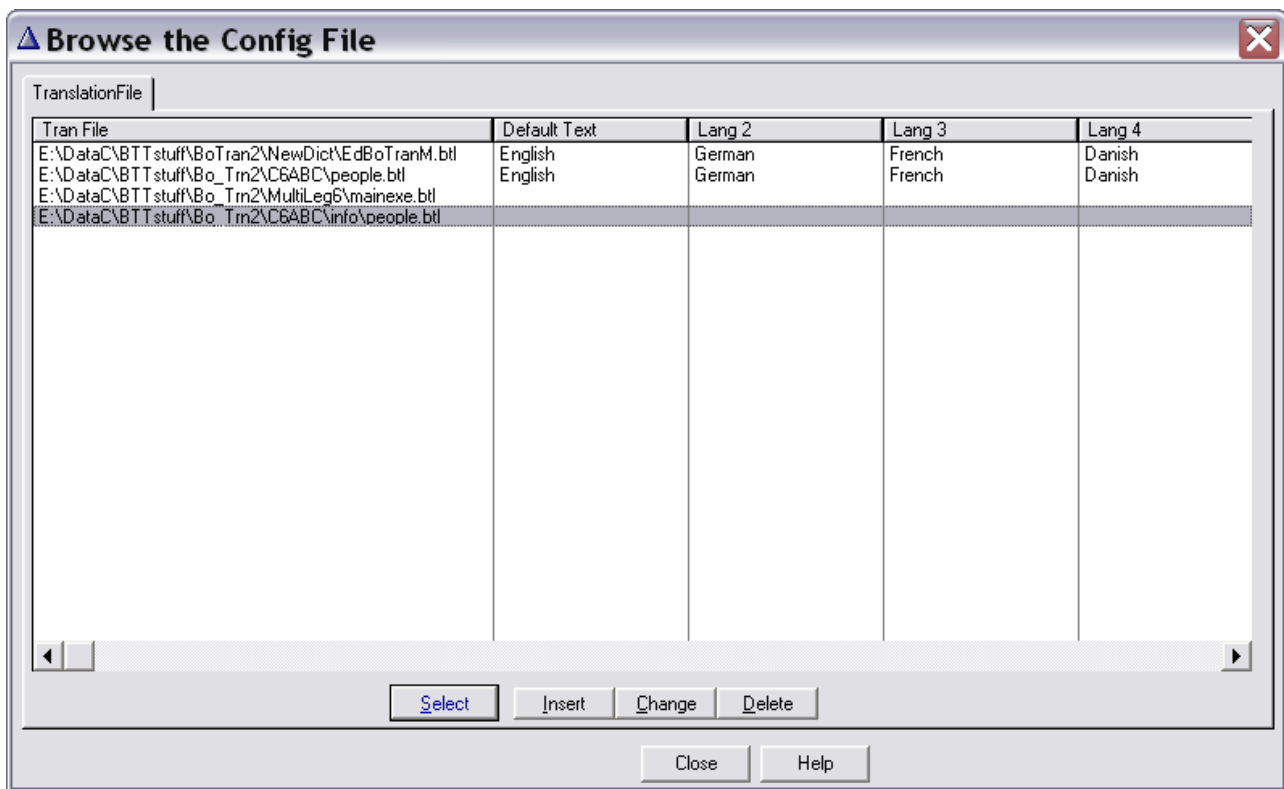 Browse the Config File
TranslationFile
Tran File Default Text Lang 2 Lang 3 Lang 4
E:\DataC\BTTstuff\BoTran2\NewDict\EdBoTranM.btl English German French Danish
E:\DataC\BTTstuff\Bo_Trn2\C6ABC\people.btl English German French Danish
E:\DataC\BTTstuff\Bo_Trn2\MultiLeg6\mainexe.btl
E:\DataC\BTTstuff\Bo_Trn2\C6ABC\info\people.btl
Select Insert Change Delete
Close Help